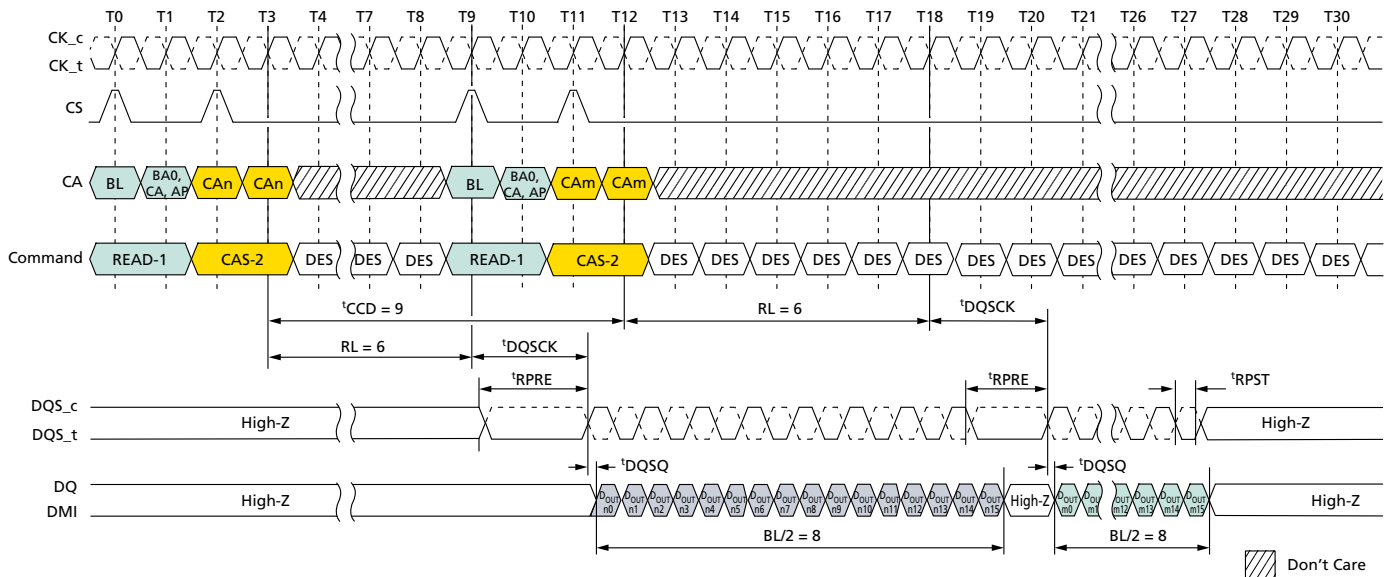 T0 T1 T2 T3 T4 T7 T8 T9 T10 T11 T12 T13 T14 T15 T16 T17 T18 T19 T20 T21 T26 T27 T28 T29 T30
CK_c
CK_t
CS
CA BL BA0, CA, AP CAn CAn BL BA0, CA, AP CAm CAm
Command READ-1 CAS-2 DES DES DES READ-1 CAS-2 DES DES DES DES DES DES DES DES DES DES DES DES DES DES
tCCD = 9 RL = 6 tDQSCK
RL = 6 tDQSCK
tRPRE tRPRE tRPST
DQS_c
DQS_t
High-Z High-Z
tDQSQ tDQSQ
DQ
DMI
High-Z DOUT n0 DOUT n1 DOUT n2 DOUT n3 DOUT n4 DOUT n5 DOUT n6 DOUT n7 DOUT n8 DOUT n9 DOUT n10 DOUT n11 DOUT n12 DOUT n13 DOUT n14 DOUT n15 High-Z DOUT m0 DOUT m1 DOUT m12 DOUT m13 DOUT m14 DOUT m15 High-Z
BL/2 = 8 BL/2 = 8
Don't Care